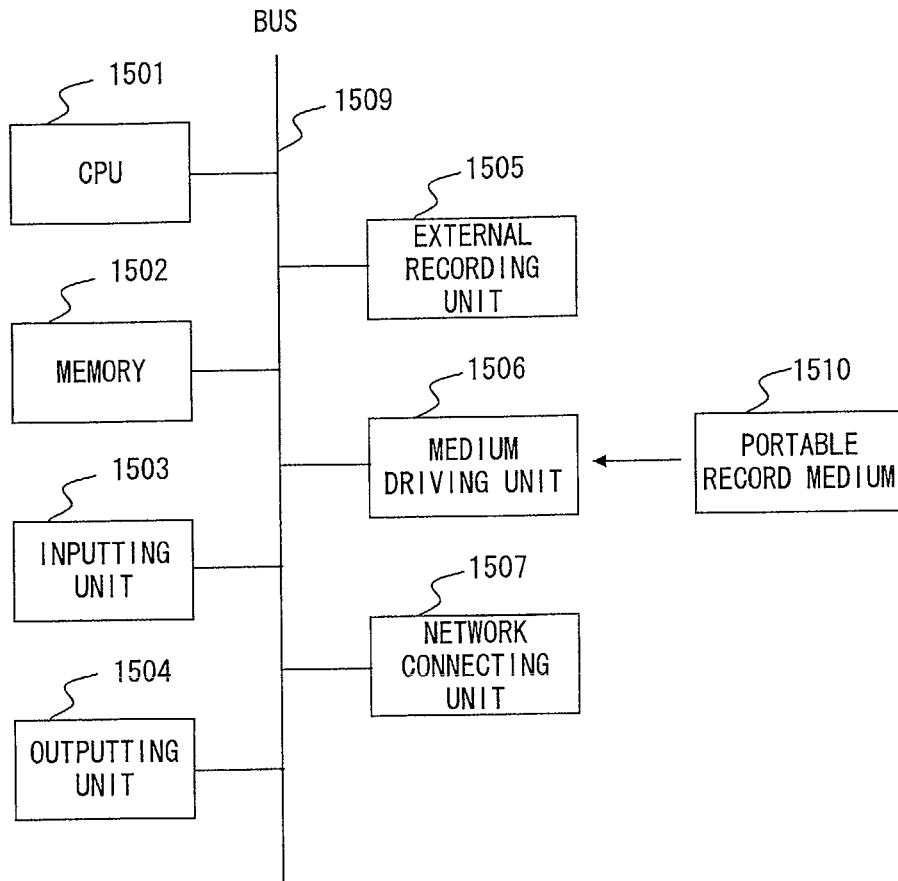 BUS
1501
1509
CPU
1505
EXTERNAL
RECORDING
UNIT
1502
MEMORY
1506
MEDIUM
DRIVING UNIT
1510
PORTABLE
RECORD MEDIUM
1503
INPUTTING
UNIT
1507
NETWORK
CONNECTING
UNIT
1504
OUTPUTTING
UNIT